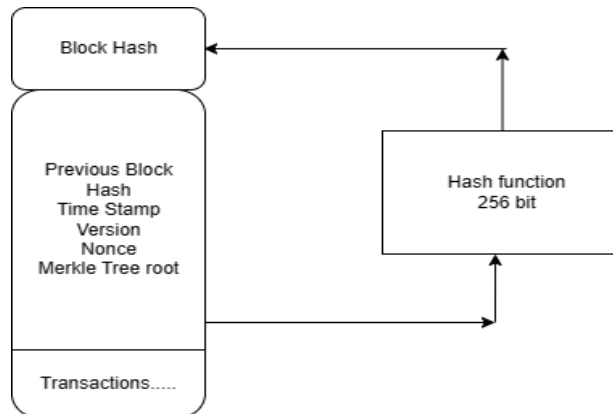 Block Hash
Previous Block
Hash
Time Stamp
Version
Nonce
Merkle Tree root
Transactions.....
Hash function
256 bit